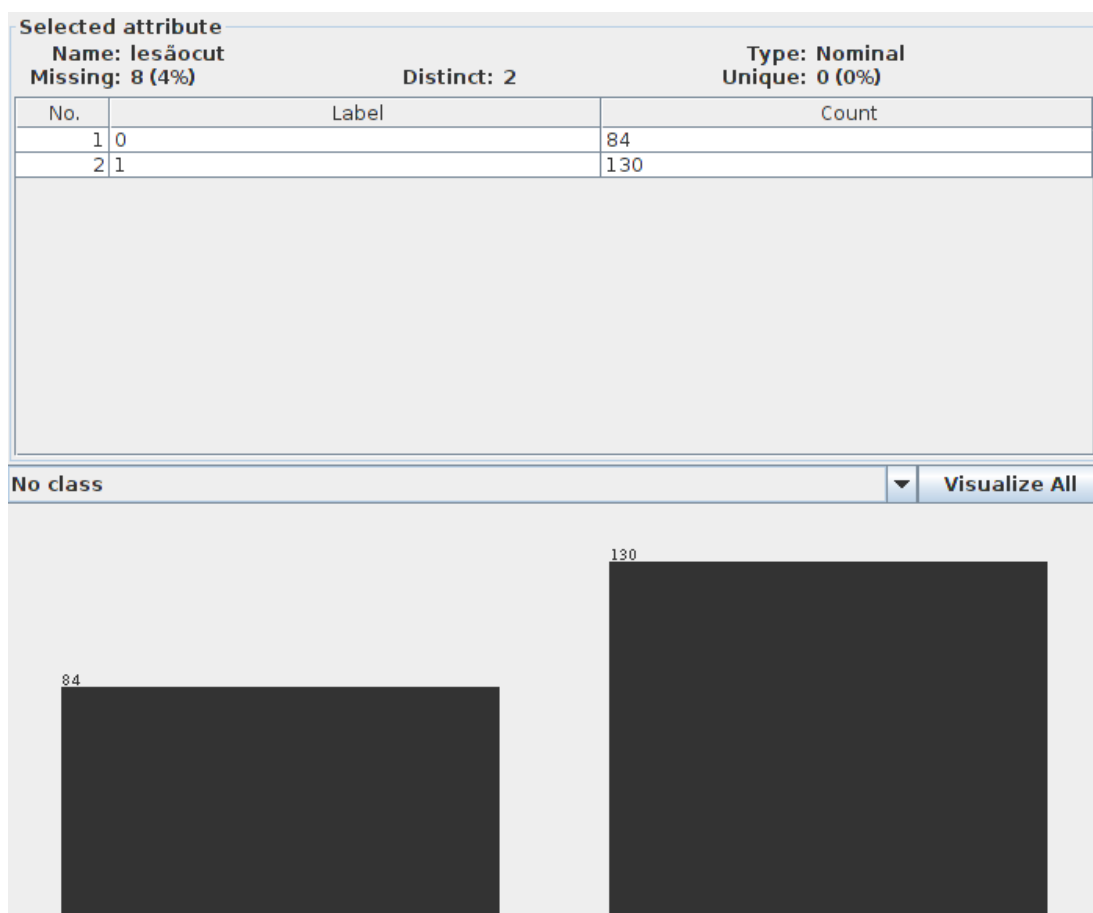 Selected attribute
Name: lesãocut Type: Nominal
Missing: 8 (4%) Distinct: 2 Unique: 0 (0%)
No. Label Count
1 0 84
2 1 130
No class Visualize All
130
84